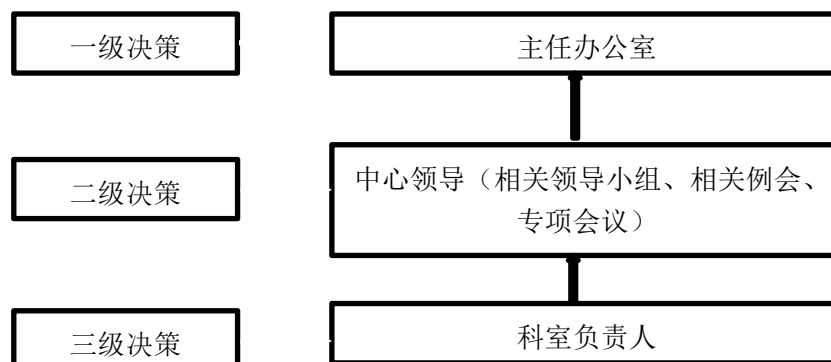 一级决策
主任办公室
二级决策
中心领导（相关领导小组、相关例会、
专项会议）
三级决策
科室负责人